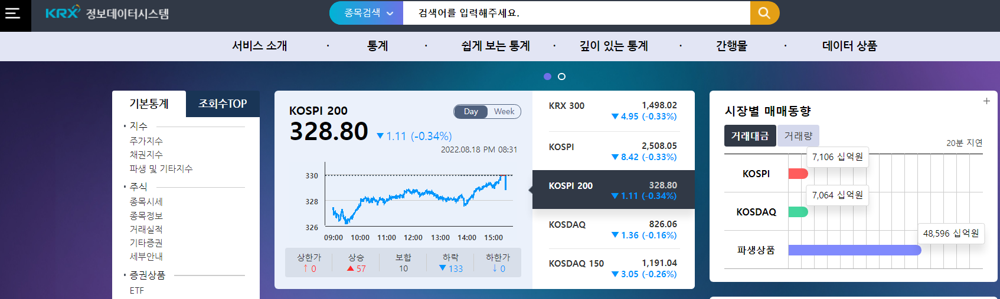 KRX 정보데이터시스템
종목검색
검색어를 입력해주세요.
서비스 소개 · 통계 · 쉽게 보는 통계 · 깊이 있는 통계 · 간행물 · 데이터 상품
기본통계
조회수TOP
• 지수
주가지수
채권지수
파생 및 기타지수
• 주식
종목시세
종목정보
거래실적
기타증권
세부안내
• 증권상품
ETF
KOSPI 200
Day Week
328.80 ▼1.11 (-0.34%)
2022.08.18 PM 08:31
330
328
326
09:00 10:00 11:00 12:00 13:00 14:00 15:00
상한가 상승 보합 하락 하한가
↑ 0 ▲ 57 10 ▼ 133 ↓ 0
KRX 300 1,498.02
▼ 4.95 (-0.33%)
KOSPI 2,508.05
▼ 8.42 (-0.33%)
KOSPI 200 328.80
▼ 1.11 (-0.34%)
KOSDAQ 826.06
▼ 1.36 (-0.16%)
KOSDAQ 150 1,191.04
▼ 3.05 (-0.26%)
+
시장별 매매동향
거래대금 거래량
20분 지연
7,106 십억원
KOSPI
7,064 십억원
KOSDAQ
48,596 십억원
파생상품